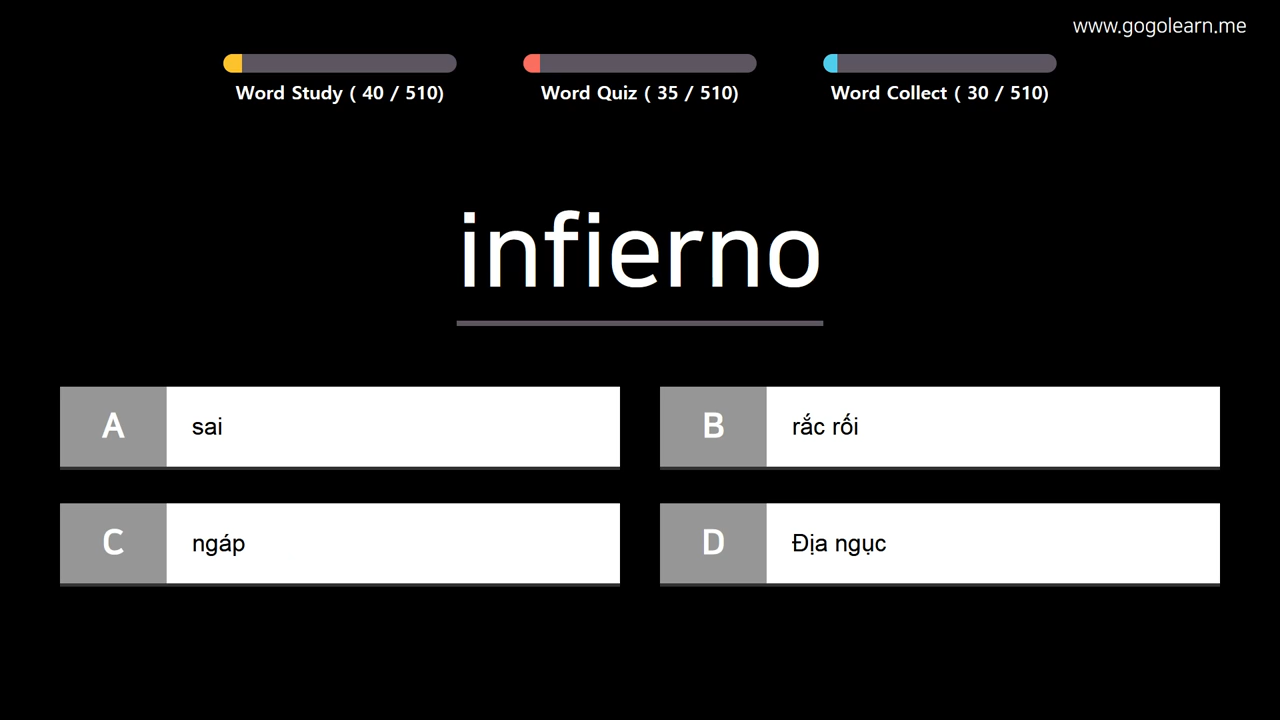 www.gogolearn.me
Word Study ( 40 / 510)
Word Quiz ( 35 / 510)
Word Collect ( 30 / 510)
infierno
A sai
B rắc rối
C ngáp
D Địa ngục